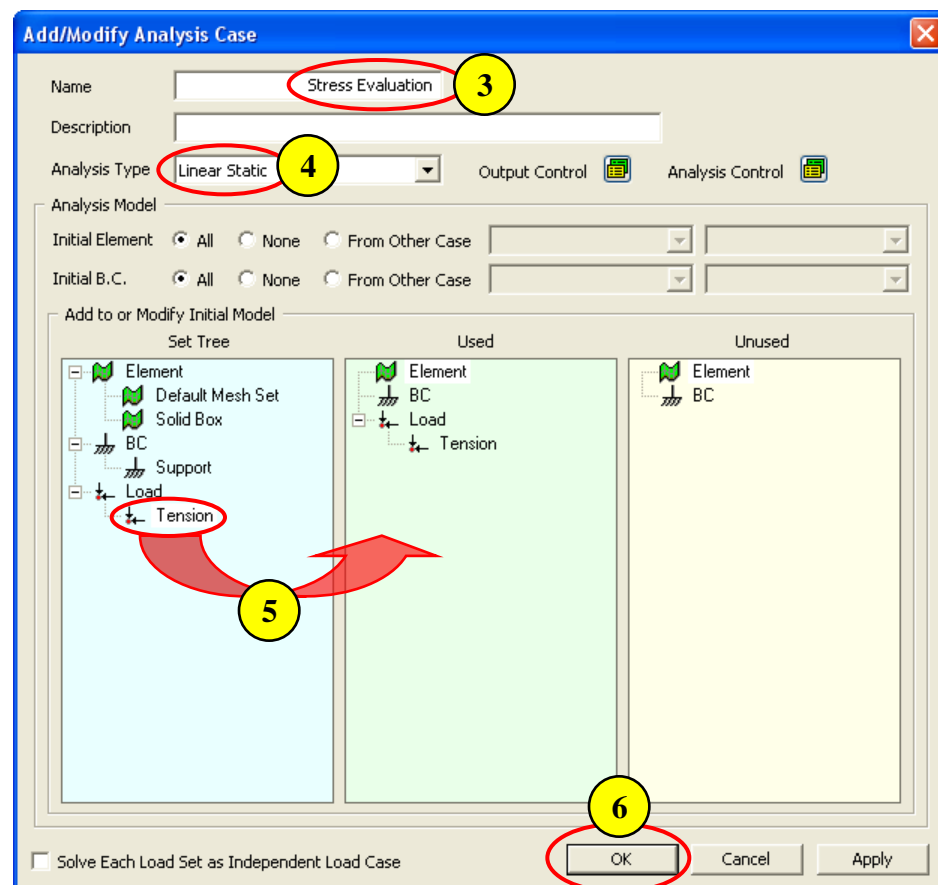 Add/Modify Analysis Case
Name Stress Evaluation 3
Description
Analysis Type Linear Static 4 Output Control Analysis Control
Analysis Model
Initial Element All None From Other Case
Initial B.C. All None From Other Case
Add to or Modify Initial Model
Set Tree Used Unused
Element Element Element
Default Mesh Set BC BC
Solid Box Load
BC Tension
Support
Load
Tension
5
6
Solve Each Load Set as Independent Load Case OK Cancel Apply